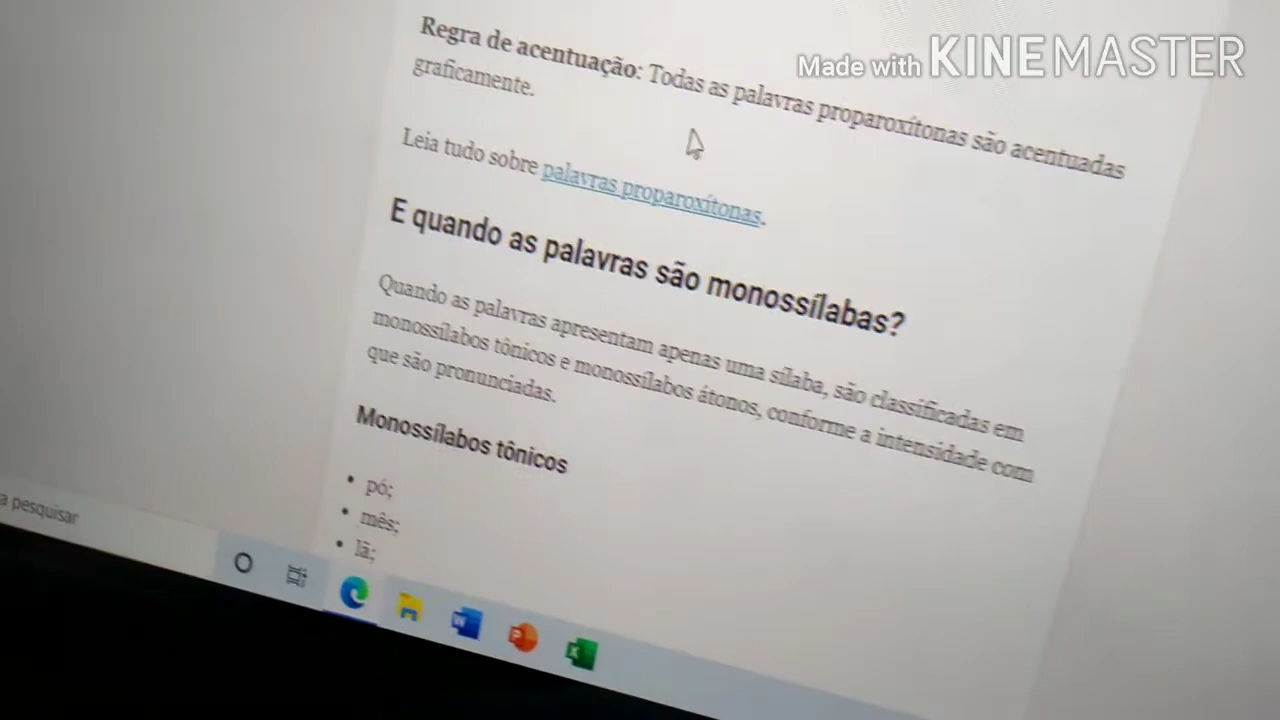 Made with KINEMASTER
Regra de acentuação: Todas as palavras proparoxítonas são acentuadas
graficamente.
Leia tudo sobre palavras proparoxítonas.
E quando as palavras são monossílabas?
Quando as palavras apresentam apenas uma sílaba, são classificadas em
monossílabos tônicos e monossílabos átonos, conforme a intensidade com
que são pronunciadas.
Monossílabos tônicos
• pó;
• mês;
• lã;
a pesquisar